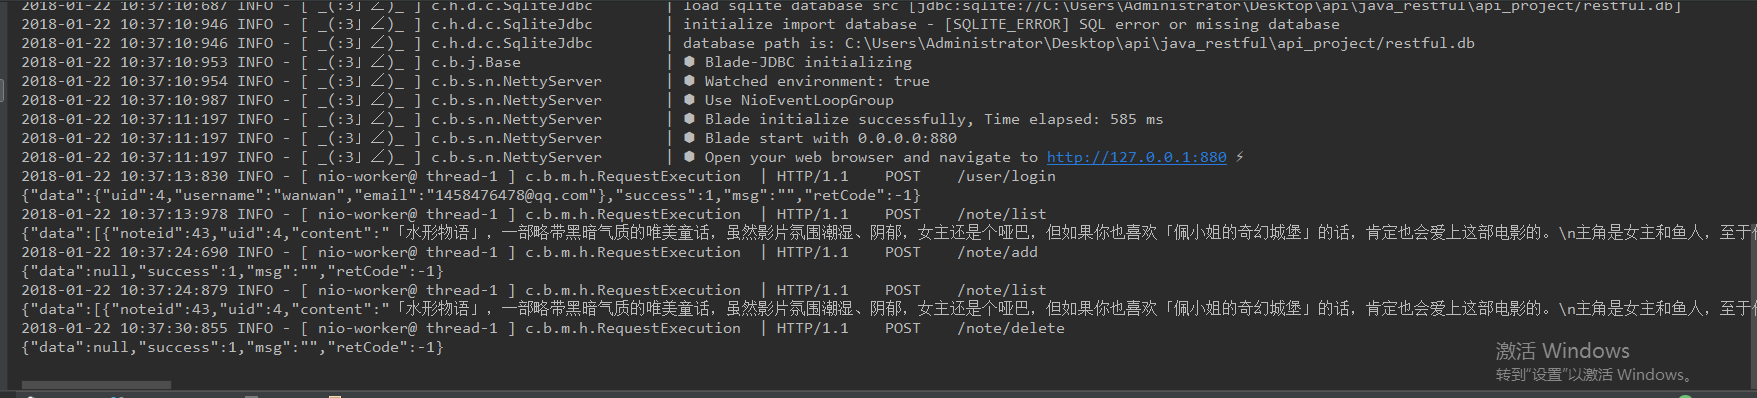 2018-01-22 10:37:10:687 INFO - [ _(:3」∠)_ ] c.h.d.c.SqliteJdbc | load sqlite database src [jdbc:sqlite://C:\Users\Administrator\Desktop\api\java_restful\api_project/restful.db]
2018-01-22 10:37:10:946 INFO - [ _(:3」∠)_ ] c.h.d.c.SqliteJdbc | initialize import database - [SQLITE_ERROR] SQL error or missing database
2018-01-22 10:37:10:946 INFO - [ _(:3」∠)_ ] c.h.d.c.SqliteJdbc | database path is: C:\Users\Administrator\Desktop\api\java_restful\api_project/restful.db
2018-01-22 10:37:10:953 INFO - [ _(:3」∠)_ ] c.b.j.Base | ⬢ Blade-JDBC initializing
2018-01-22 10:37:10:954 INFO - [ _(:3」∠)_ ] c.b.s.n.NettyServer | ⬢ Watched environment: true
2018-01-22 10:37:10:987 INFO - [ _(:3」∠)_ ] c.b.s.n.NettyServer | ⬢ Use NioEventLoopGroup
2018-01-22 10:37:11:197 INFO - [ _(:3」∠)_ ] c.b.s.n.NettyServer | ⬢ Blade initialize successfully, Time elapsed: 585 ms
2018-01-22 10:37:11:197 INFO - [ _(:3」∠)_ ] c.b.s.n.NettyServer | ⬢ Blade start with 0.0.0.0:880
2018-01-22 10:37:11:197 INFO - [ _(:3」∠)_ ] c.b.s.n.NettyServer | ⬢ Open your web browser and navigate to http://127.0.0.1:880 ⚡
2018-01-22 10:37:13:830 INFO - [ nio-worker@ thread-1 ] c.b.m.h.RequestExecution | HTTP/1.1 POST /user/login
{"data":{"uid":4,"username":"wanwan","email":"1458476478@qq.com"},"success":1,"msg":"","retCode":-1}
2018-01-22 10:37:13:978 INFO - [ nio-worker@ thread-1 ] c.b.m.h.RequestExecution | HTTP/1.1 POST /note/list
{"data":[{"noteid":43,"uid":4,"content":"「水形物语」，一部略带黑暗气质的唯美童话，虽然影片氛围潮湿、阴郁，女主还是个哑巴，但如果你也喜欢「佩小姐的奇幻城堡」的话，肯定也会爱上这部电影的。\n主角是女主和鱼人，至于
2018-01-22 10:37:24:690 INFO - [ nio-worker@ thread-1 ] c.b.m.h.RequestExecution | HTTP/1.1 POST /note/add
{"data":null,"success":1,"msg":"","retCode":-1}
2018-01-22 10:37:24:879 INFO - [ nio-worker@ thread-1 ] c.b.m.h.RequestExecution | HTTP/1.1 POST /note/list
{"data":[{"noteid":43,"uid":4,"content":"「水形物语」，一部略带黑暗气质的唯美童话，虽然影片氛围潮湿、阴郁，女主还是个哑巴，但如果你也喜欢「佩小姐的奇幻城堡」的话，肯定也会爱上这部电影的。\n主角是女主和鱼人，至于
2018-01-22 10:37:30:855 INFO - [ nio-worker@ thread-1 ] c.b.m.h.RequestExecution | HTTP/1.1 POST /note/delete
{"data":null,"success":1,"msg":"","retCode":-1}
激活 Windows
转到"设置"以激活 Windows。